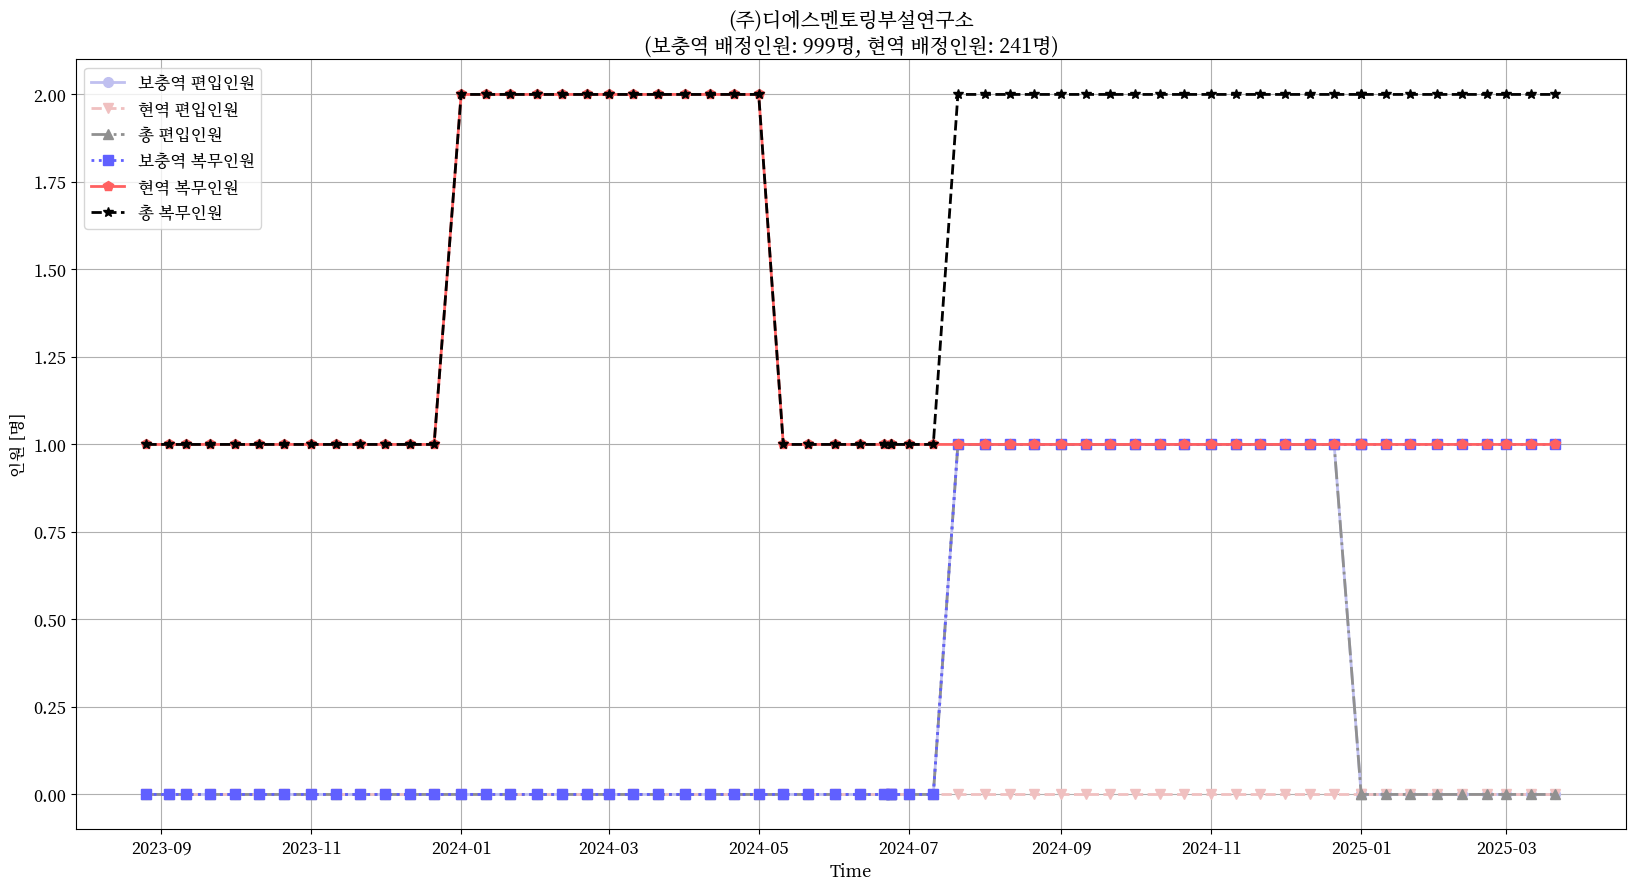 (주)디에스멘토링부설연구소
(보충역 배정인원: 999명, 현역 배정인원: 241명)
보충역 편입인원
현역 편입인원
총 편입인원
보충역 복무인원
현역 복무인원
총 복무인원
2.00
1.75
1.50
1.25
1.00
0.75
0.50
0.25
0.00
인원 [명]
2023-09 2023-11 2024-01 2024-03 2024-05 2024-07 2024-09 2024-11 2025-01 2025-03
Time